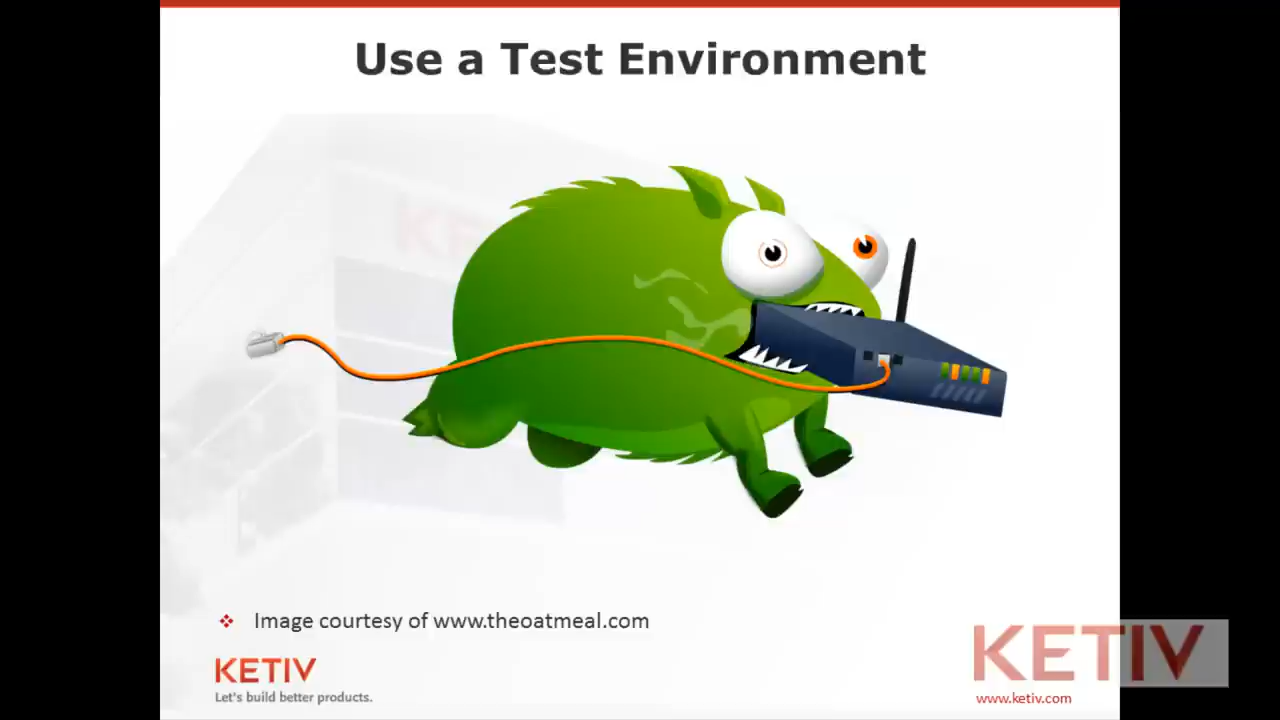 Use a Test Environment
Image courtesy of www.theoatmeal.com
KETIV
Let's build better products.
KETIV
www.ketiv.com